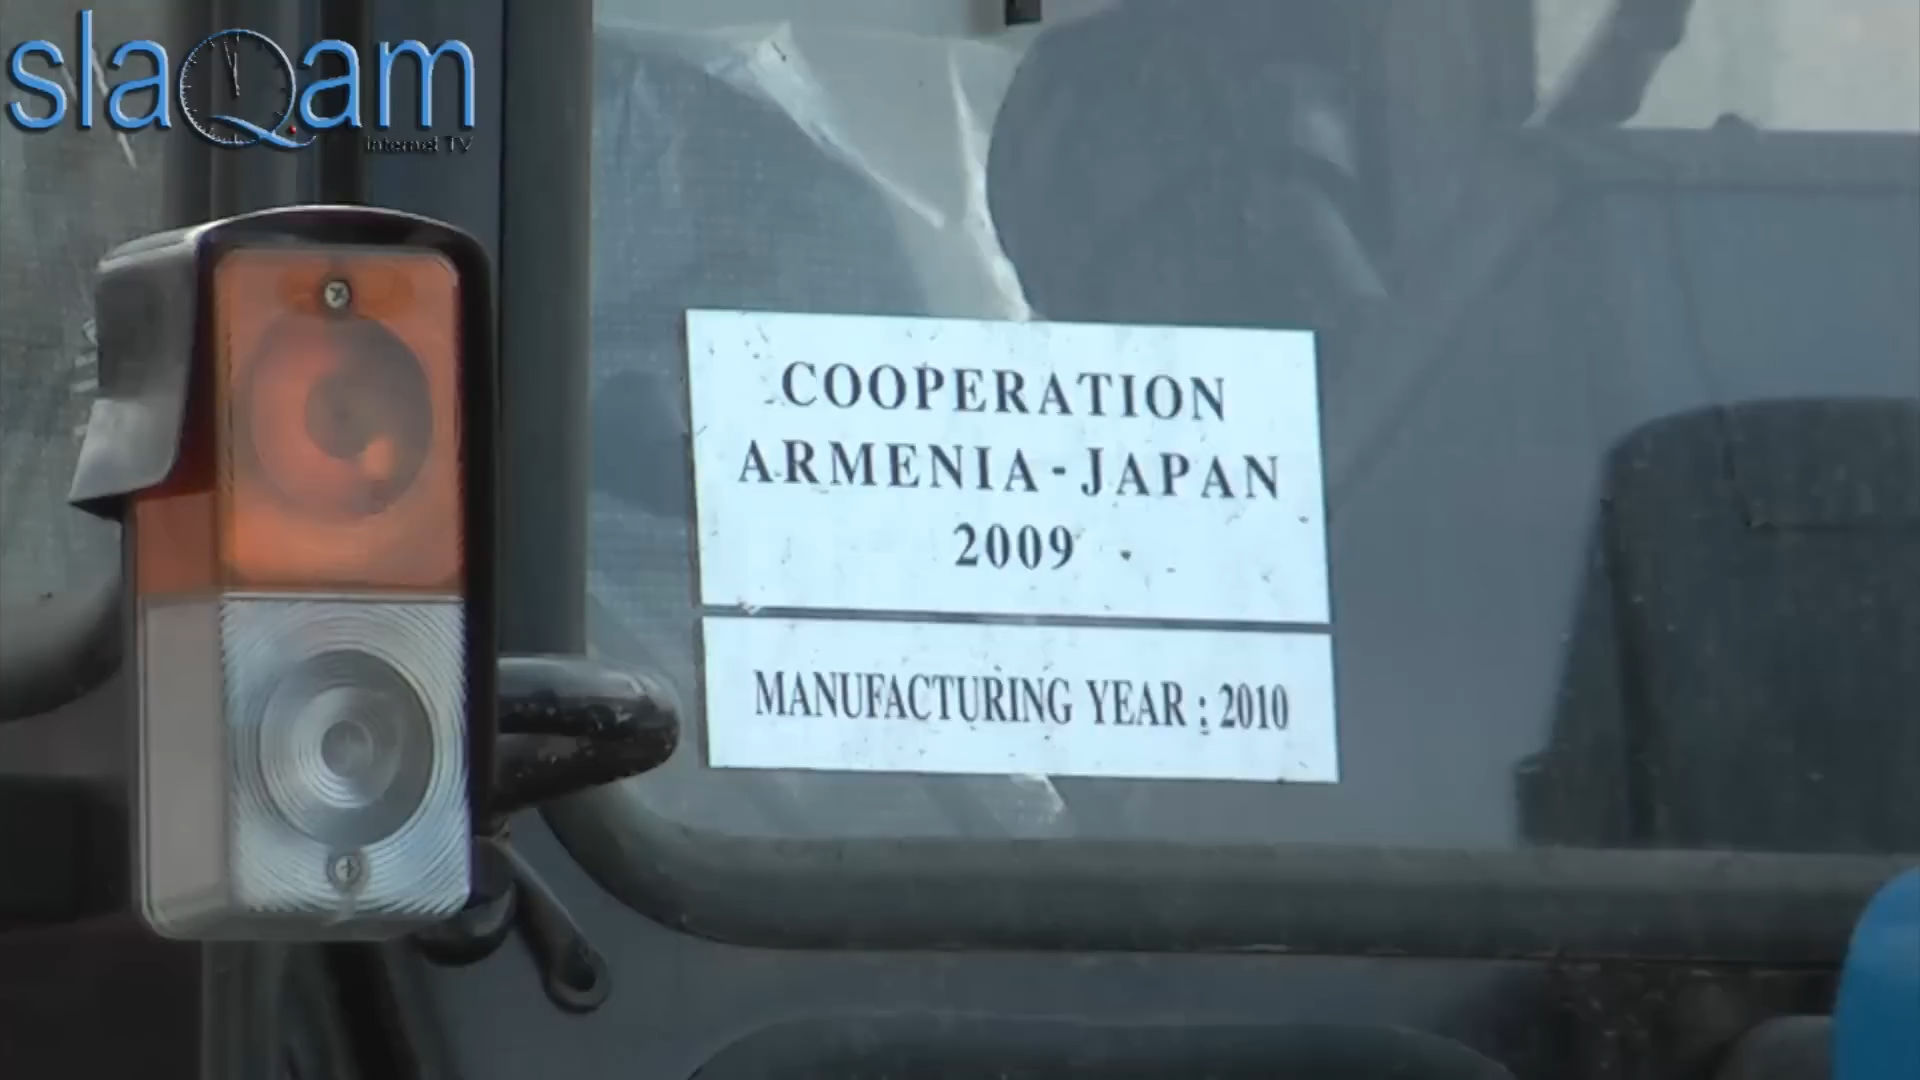 slaQam
internet TV
COOPERATION
ARMENIA-JAPAN
2009
MANUFACTURING YEAR : 2010